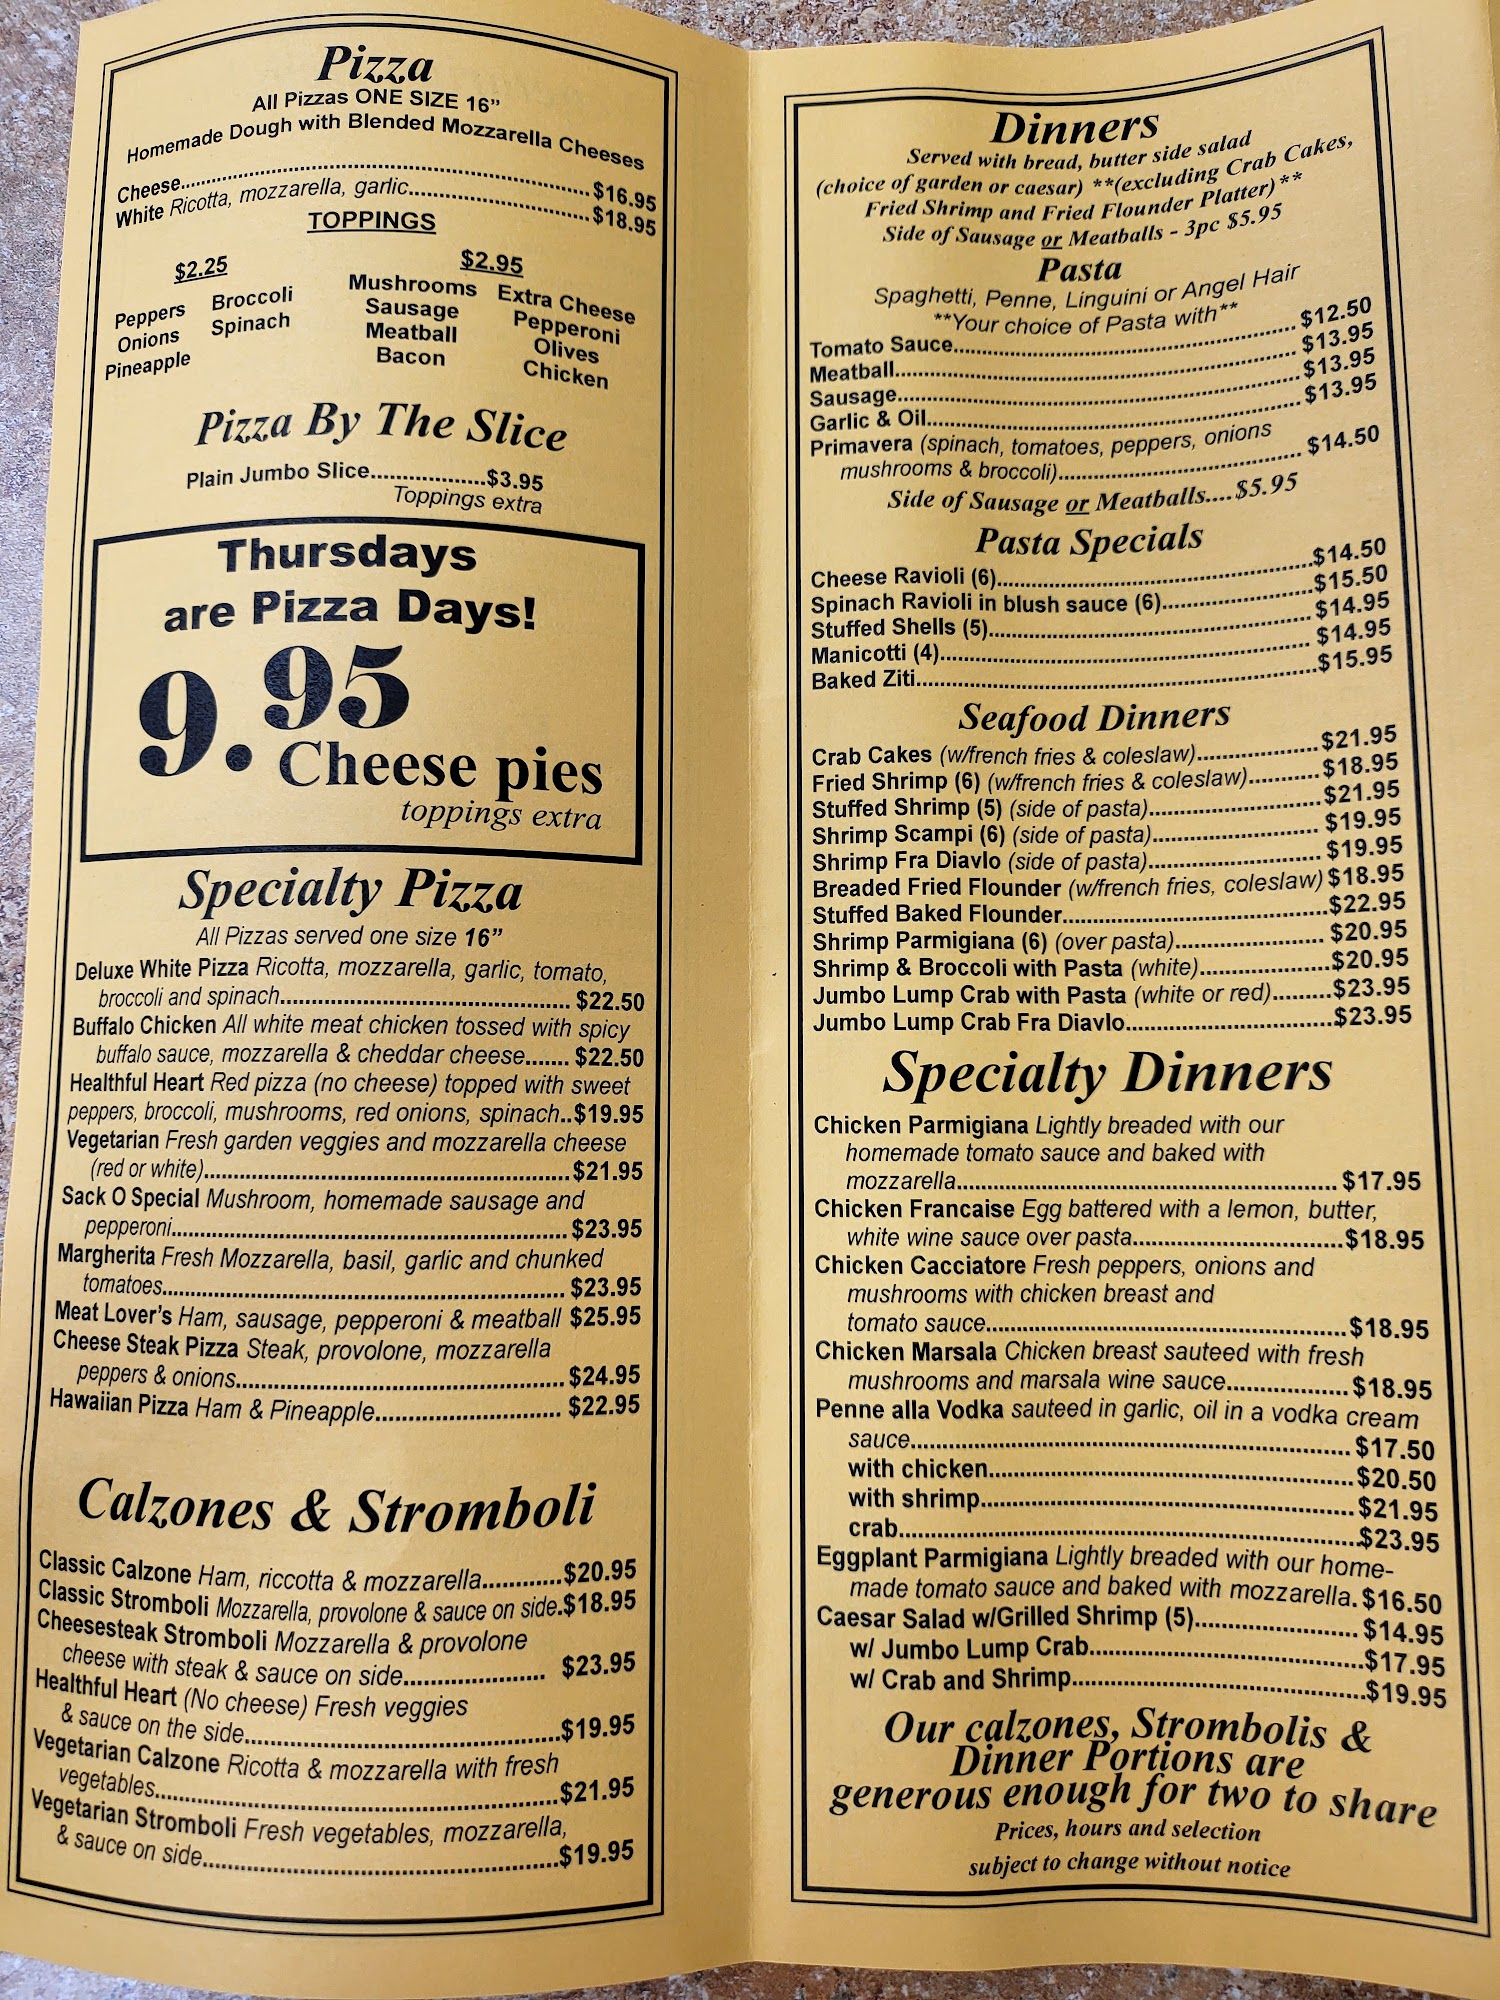 Pizza
All Pizzas ONE SIZE 16”
Homemade Dough with Blended Mozzarella Cheeses
Cheese...............$16.95
White Ricotta, mozzarella, garlic...............$18.95
TOPPINGS
$2.25
Peppers Broccoli
Onions Spinach
Pineapple
$2.95
Mushrooms Extra Cheese
Sausage Pepperoni
Meatball Olives
Bacon Chicken
Pizza By The Slice
Plain Jumbo Slice...............$3.95
Toppings extra
Thursdays
are Pizza Days!
9.95
Cheese pies
toppings extra
Specialty Pizza
All Pizzas served one size 16”
Deluxe White Pizza Ricotta, mozzarella, garlic, tomato,
broccoli and spinach............... $22.50
Buffalo Chicken All white meat chicken tossed with spicy
buffalo sauce, mozzarella & cheddar cheese....... $22.50
Healthful Heart Red pizza (no cheese) topped with sweet
peppers, broccoli, mushrooms, red onions, spinach..$19.95
Vegetarian Fresh garden veggies and mozzarella cheese
(red or white)...............$21.95
Sack O Special Mushroom, homemade sausage and
pepperoni...............$23.95
Margherita Fresh Mozzarella, basil, garlic and chunked
tomatoes...............$23.95
Meat Lover’s Ham, sausage, pepperoni & meatball $25.95
Cheese Steak Pizza Steak, provolone, mozzarella
peppers & onions...............$24.95
Hawaiian Pizza Ham & Pineapple............... $22.95
Calzones & Stromboli
Classic Calzone Ham, riccotta & mozzarella............$20.95
Classic Stromboli Mozzarella, provolone & sauce on side.$18.95
Cheesesteak Stromboli Mozzarella & provolone
cheese with steak & sauce on side............... $23.95
Healthful Heart (No cheese) Fresh veggies
& sauce on the side...............$19.95
Vegetarian Calzone Ricotta & mozzarella with fresh
vegetables...............$21.95
Vegetarian Stromboli Fresh vegetables, mozzarella,
& sauce on side...............$19.95
Dinners
Served with bread, butter side salad
(choice of garden or caesar) **(excluding Crab Cakes,
Fried Shrimp and Fried Flounder Platter)**
Side of Sausage or Meatballs - 3pc $5.95
Pasta
Spaghetti, Penne, Linguini or Angel Hair
**Your choice of Pasta with**
Tomato Sauce...............$12.50
Meatball...............$13.95
Sausage...............$13.95
Garlic & Oil...............$13.95
Primavera (spinach, tomatoes, peppers, onions
mushrooms & broccoli)............... $14.50
Side of Sausage or Meatballs....$5.95
Pasta Specials
Cheese Ravioli (6)...............$14.50
Spinach Ravioli in blush sauce (6)...............$15.50
Stuffed Shells (5)...............$14.95
Manicotti (4)...............$14.95
Baked Ziti...............$15.95
Seafood Dinners
Crab Cakes (w/french fries & coleslaw)...............$21.95
Fried Shrimp (6) (w/french fries & coleslaw)..........$18.95
Stuffed Shrimp (5) (side of pasta)...............$21.95
Shrimp Scampi (6) (side of pasta)............... $19.95
Shrimp Fra Diavlo (side of pasta)............... $19.95
Breaded Fried Flounder (w/french fries, coleslaw) $18.95
Stuffed Baked Flounder...............$22.95
Shrimp Parmigiana (6) (over pasta)............... $20.95
Shrimp & Broccoli with Pasta (white)...............$20.95
Jumbo Lump Crab with Pasta (white or red).........$23.95
Jumbo Lump Crab Fra Diavlo...............$23.95
Specialty Dinners
Chicken Parmigiana Lightly breaded with our
homemade tomato sauce and baked with
mozzarella............... $17.95
Chicken Francaise Egg battered with a lemon, butter,
white wine sauce over pasta...............$18.95
Chicken Cacciatore Fresh peppers, onions and
mushrooms with chicken breast and
tomato sauce...............$18.95
Chicken Marsala Chicken breast sauteed with fresh
mushrooms and marsala wine sauce............... $18.95
Penne alla Vodka sauteed in garlic, oil in a vodka cream
sauce............... $17.50
with chicken...............$20.50
with shrimp...............$21.95
crab...............$23.95
Eggplant Parmigiana Lightly breaded with our home-
made tomato sauce and baked with mozzarella. $16.50
Caesar Salad w/Grilled Shrimp (5)............... $14.95
w/ Jumbo Lump Crab...............$17.95
w/ Crab and Shrimp...............$19.95
Our calzones, Strombolis &
Dinner Portions are
generous enough for two to share
Prices, hours and selection
subject to change without notice